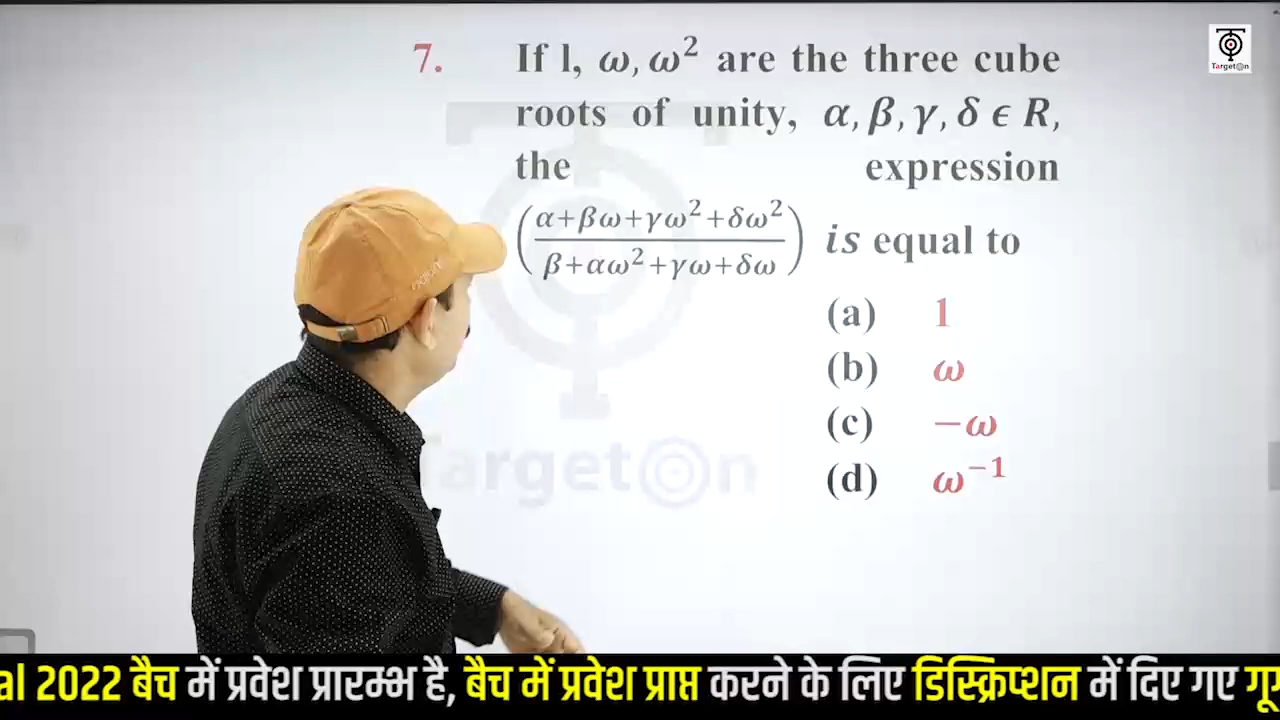 Target@n
7. If l, ω, ω² are the three cube
roots of unity, α, β, γ, δ ϵ R,
the expression
(α+βω+γω²+δω² / β+αω²+γω+δω) is equal to
(a) 1
(b) ω
(c) −ω
(d) ω⁻¹
Target@n
al 2022 बैच में प्रवेश प्रारम्भ है, बैच में प्रवेश प्राप्त करने के लिए डिस्क्रिप्शन में दिए गए गूग